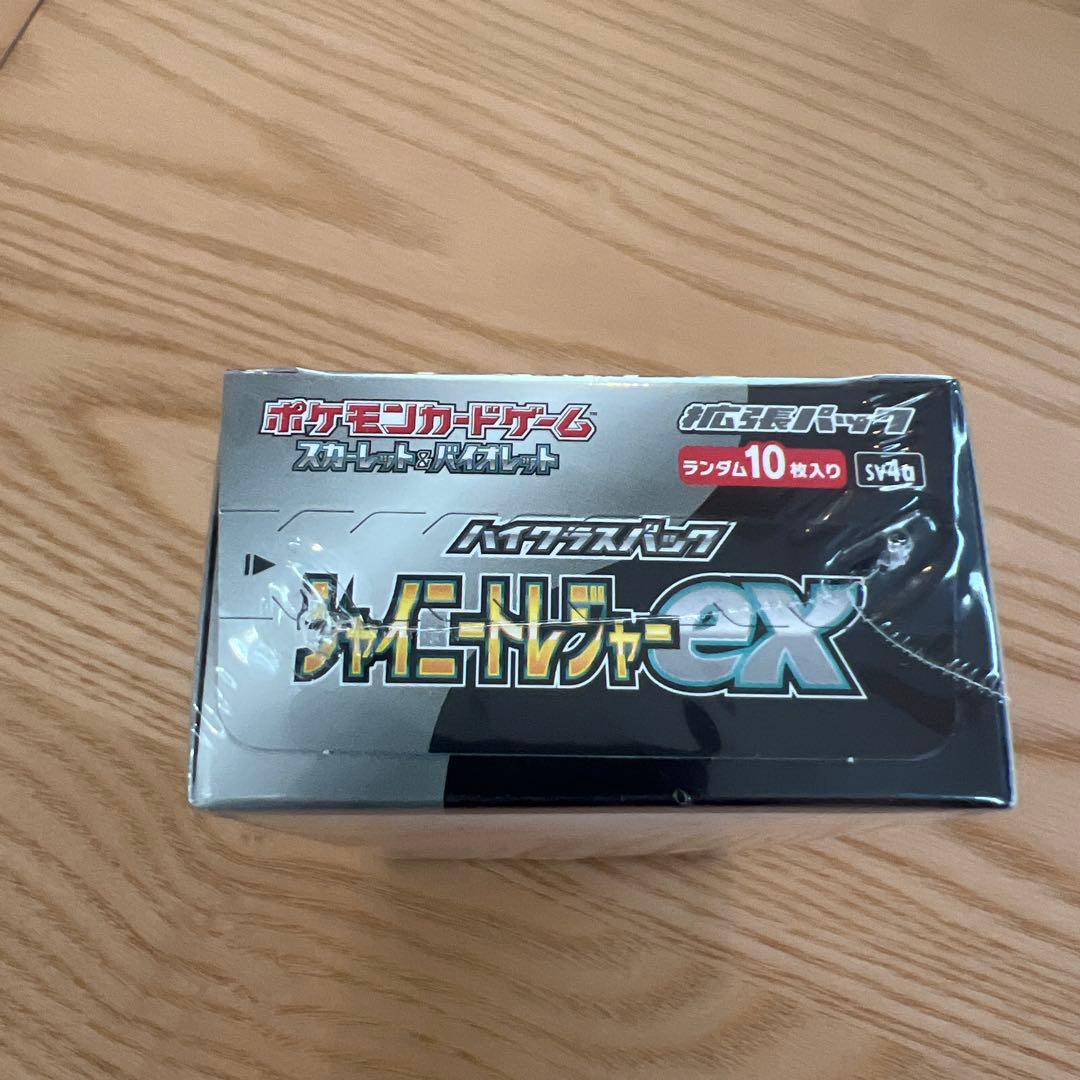 ポケモンカードゲーム™
スカーレット&バイオレット
拡張パック
ランダム10枚入り
sv4a
ハイクラスパック
シャイニートレジャーex